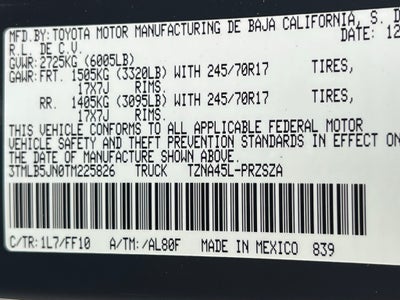 MFD.BY:TOYOTA MOTOR MANUFACTURING DE BAJA CALIFORNIA, S. D
R.L. DE C.V. DATE: 12
GVWR: 2725KG (6005LB)
GAWR:FRT. 1505KG (3320LB) WITH 245/70R17 TIRES,
17X7J RIMS.
RR. 1405KG (3095LB) WITH 245/70R17 TIRES,
17X7J RIMS.
THIS VEHICLE CONFORMS TO ALL APPLICABLE FEDERAL MOTOR
VEHICLE SAFETY AND THEFT PREVENTION STANDARDS IN EFFECT ON
THE DATE OF MANUFACTURE SHOWN ABOVE.
3TMLB5JN0TM225826 TRUCK TZNA45L-PRZSZA
C/TR: 1L7/FF10 A/TM: /AL80F MADE IN MEXICO 839